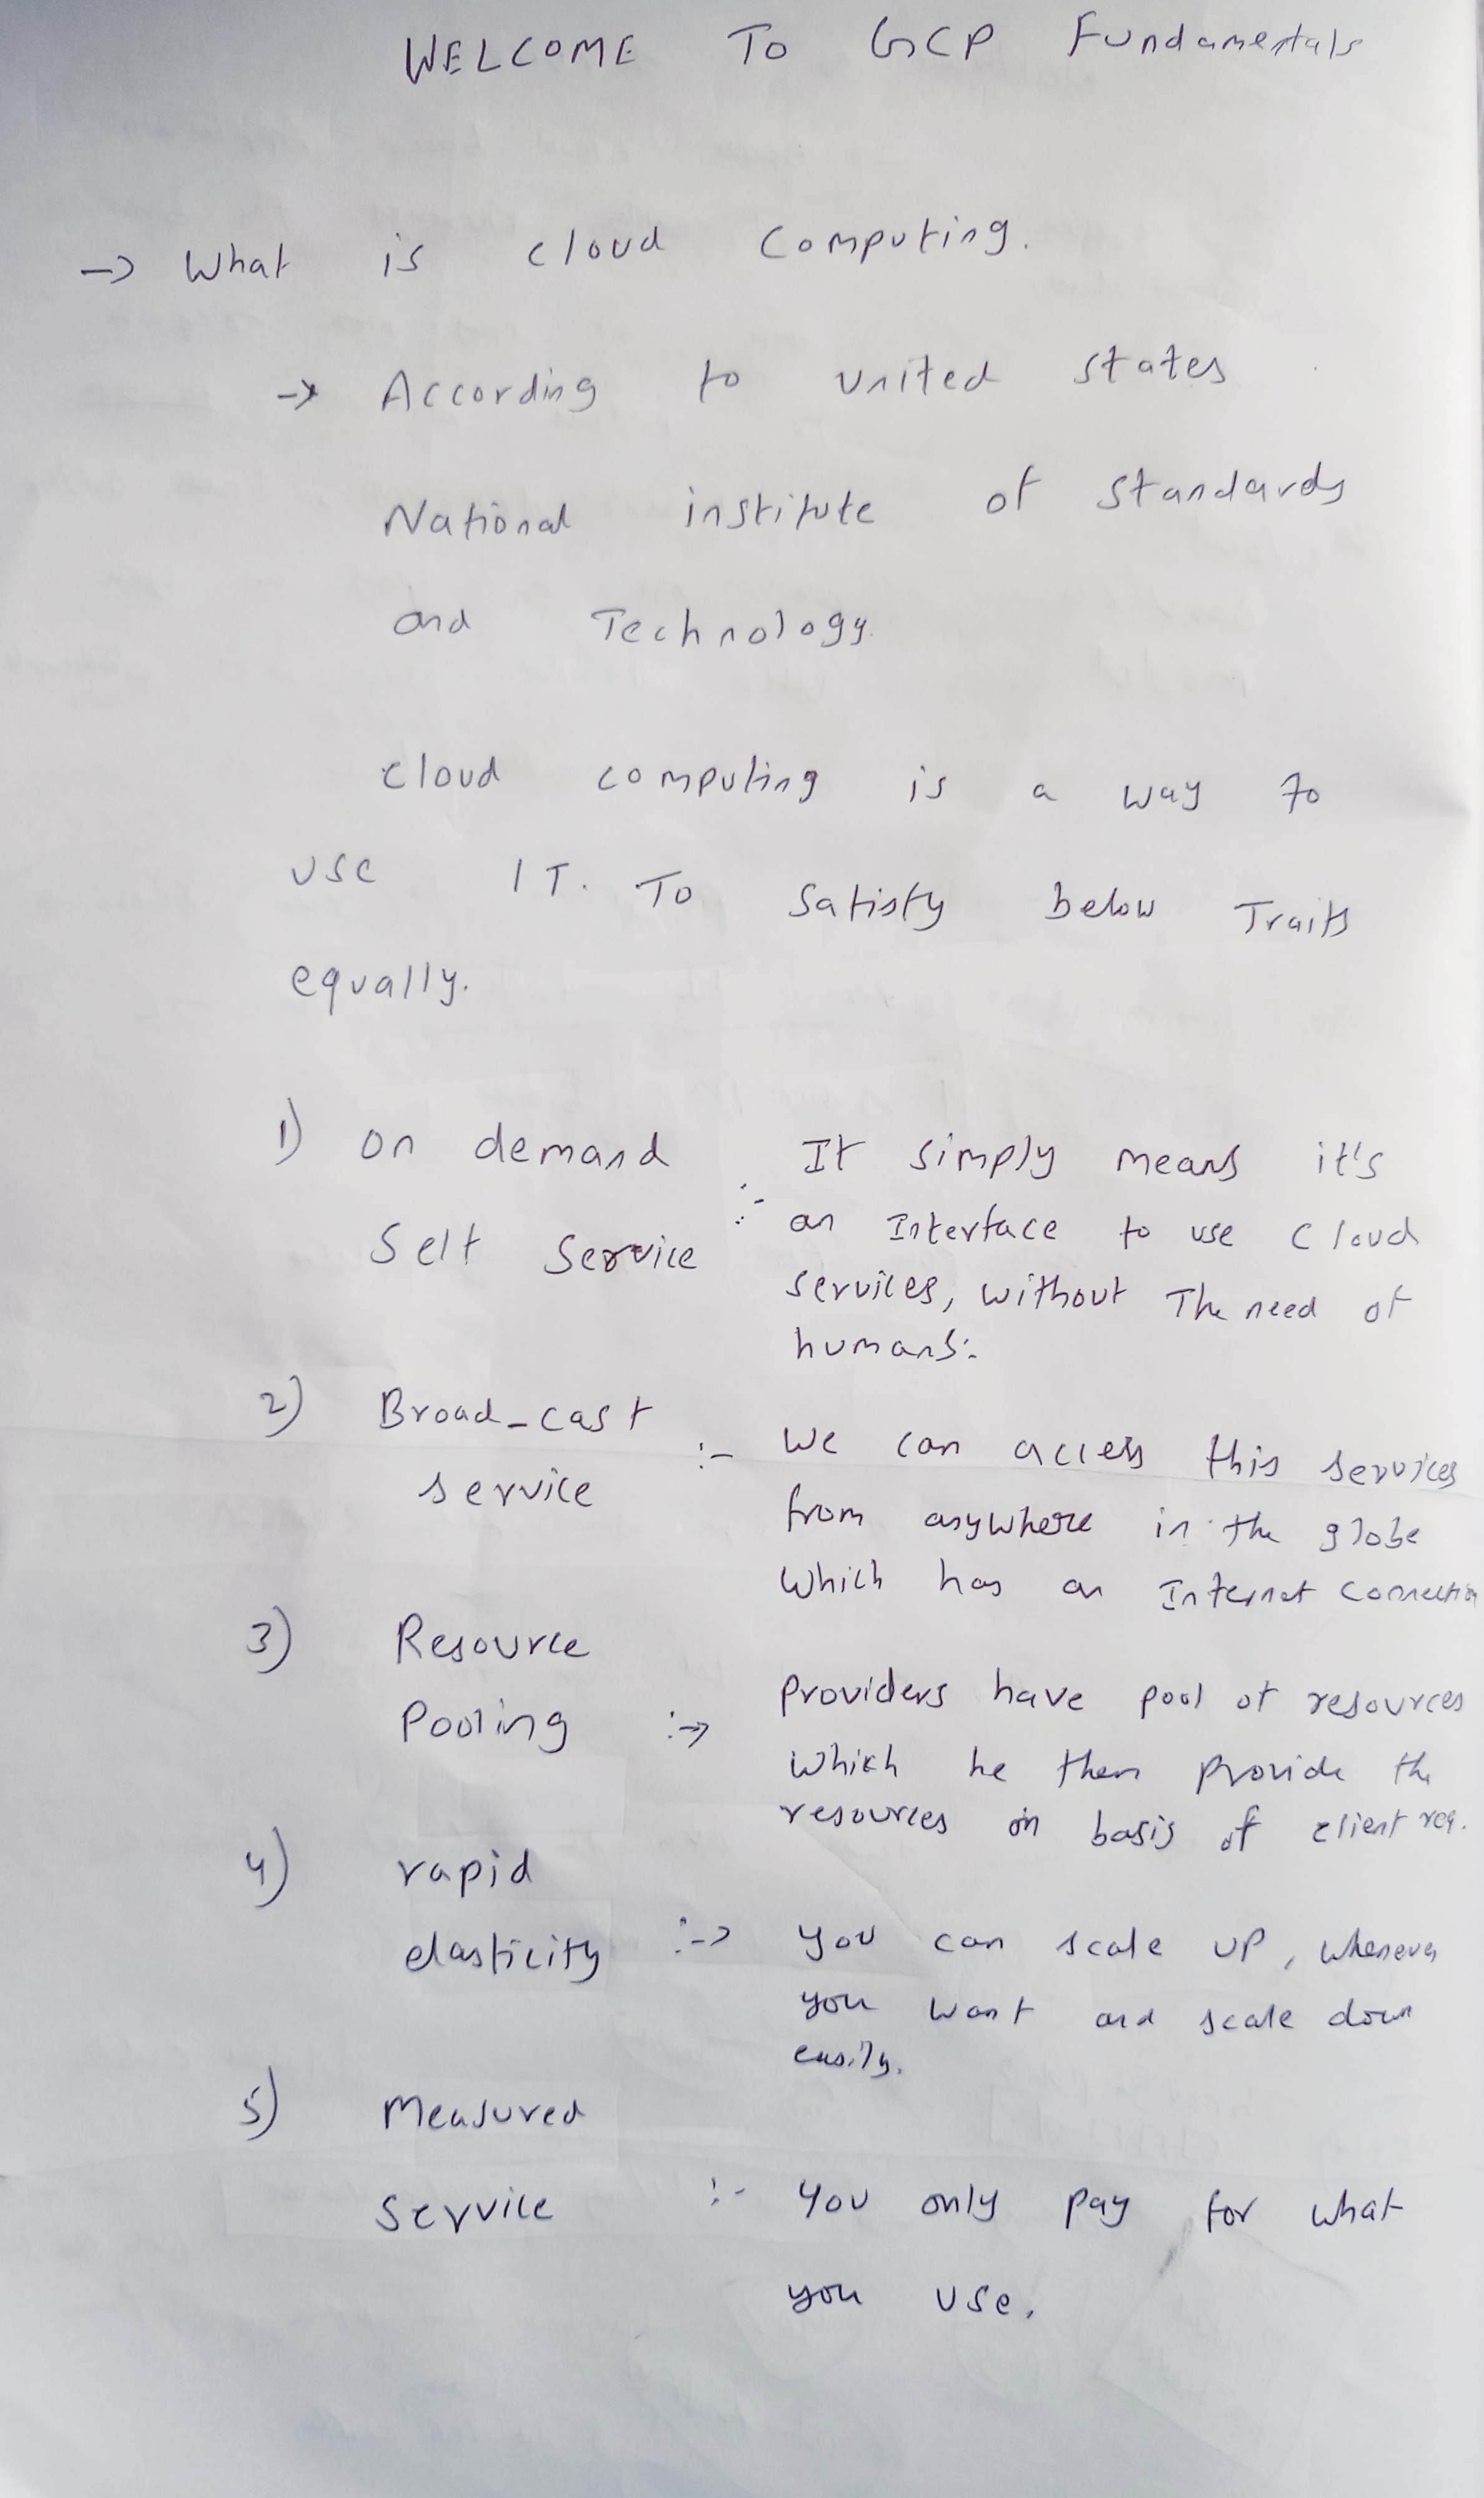 WELCOME To GCP Fundamentals
-> What is cloud Computing.
-> According to united states
National institute of standards
and Technology.
cloud computing is a way to
use IT. To satisfy below Traits
equally.
1) on demand
Self Service :- It simply means it's
an Interface to use cloud
services, without The need of
humans:-
2) Broad-cast
service :- We can access this services
from anywhere in the globe
Which has an Internet Connection
3) Resource
Pooling :-> Providers have pool of resources
Which he then provide the
resources on basis of client req.
4) rapid
elasticity :-> you can scale up, whenever
you want and scale down
easily.
5) Measured
Service :- You only pay for what
you use.